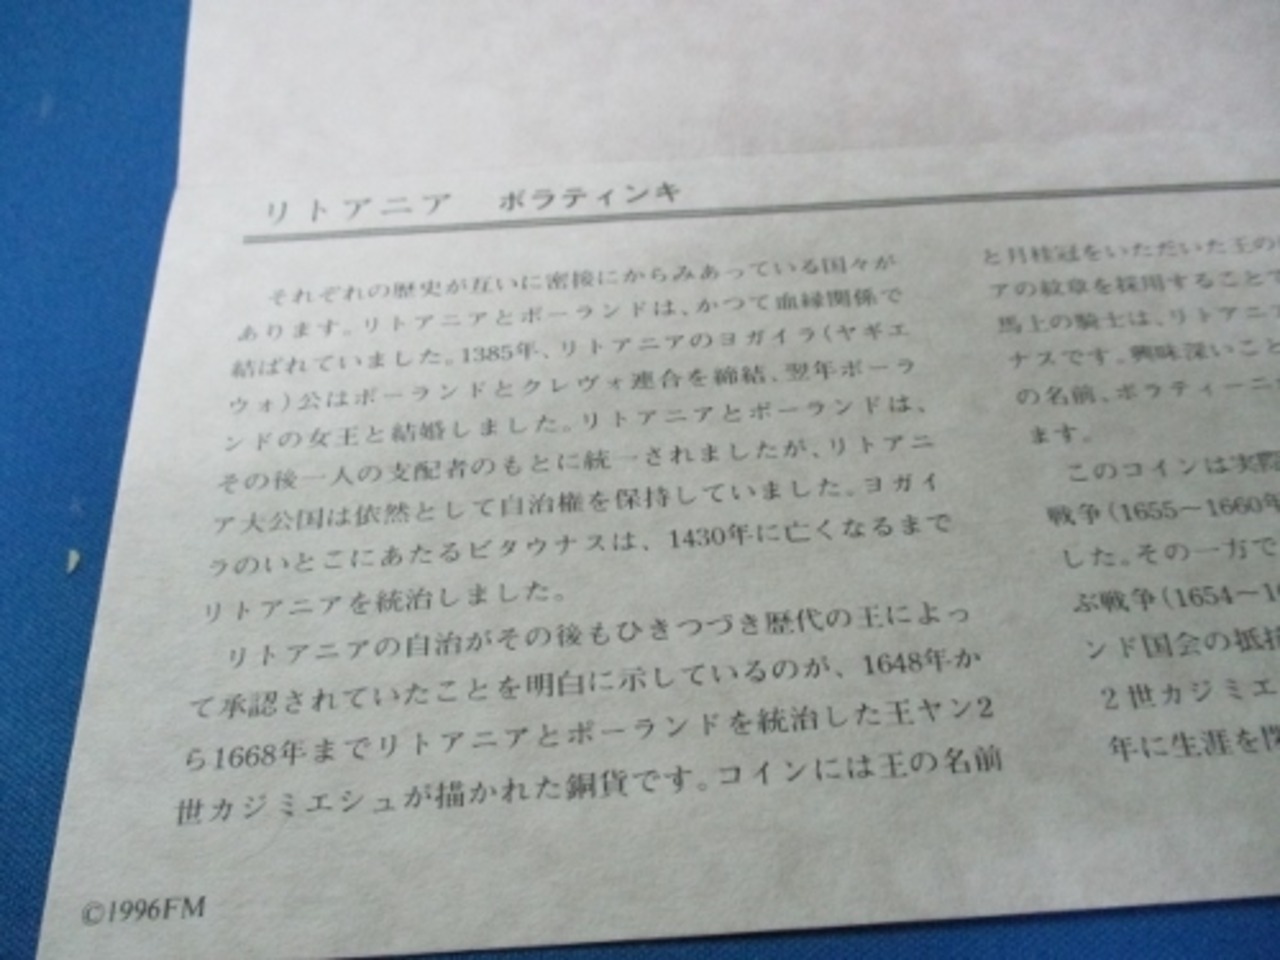 リトアニア　ボラティンキ
それぞれの歴史が互いに密接にからみあっている国々が
あります。リトアニアとポーランドは、かつて血縁関係で
結ばれていました。1385年、リトアニアのヨガイラ(ヤギエ
ウォ)公はポーランドとクレヴォ連合を締結、翌年ポーラ
ンドの女王と結婚しました。リトアニアとポーランドは、
その後一人の支配者のもとに統一されましたが、リトアニ
ア大公国は依然として自治権を保持していました。ヨガイ
ラのいとこにあたるビタウナスは、1430年に亡くなるまで
リトアニアを統治しました。
リトアニアの自治がその後もひきつづき歴代の王によっ
て承認されていたことを明白に示しているのが、1648年か
ら1668年までリトアニアとポーランドを統治した王ヤン2
世カジミエシュが描かれた銅貨です。コインには王の名前
と月桂冠をいただいた王の
アの紋章を採用することで
馬上の騎士は、リトアニ
ナスです。興味深いこと
の名前、ボラティーニ
ます。
このコインは実際
戦争(1655～1660年
した。その一方で
ぶ戦争(1654～1
ンド国会の抵抗
2世カジミエ
年に生涯を閉
©1996FM